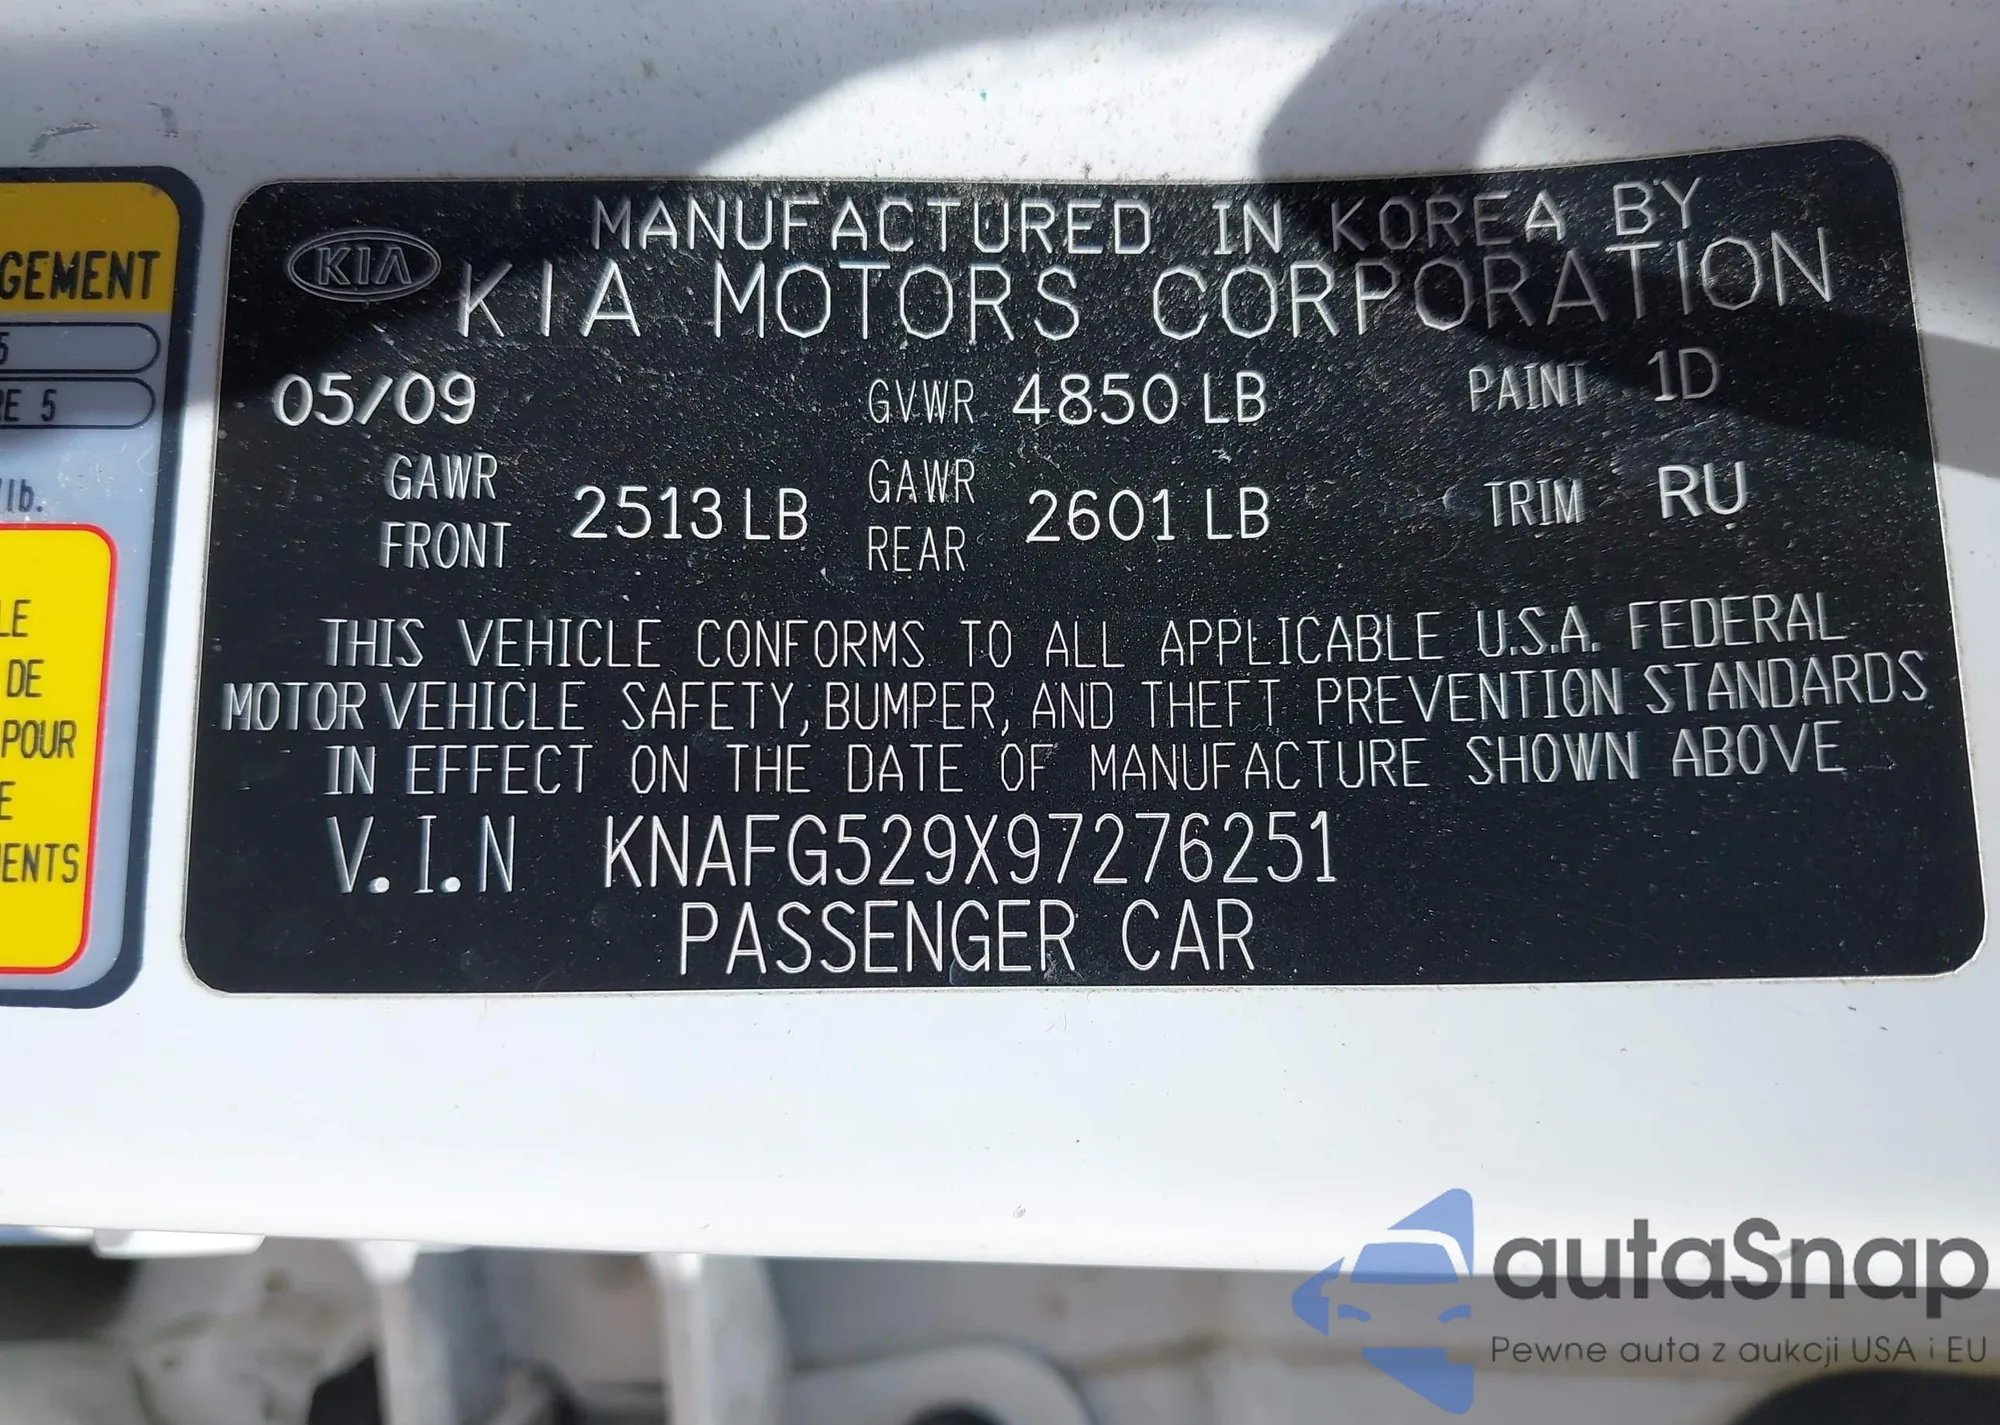 KIA
MANUFACTURED IN KOREA BY
KIA MOTORS CORPORATION
05/09 GVWR 4850 LB PAINT 1D
GAWR FRONT 2513 LB GAWR REAR 2601 LB TRIM RU
THIS VEHICLE CONFORMS TO ALL APPLICABLE U.S.A. FEDERAL
MOTOR VEHICLE SAFETY, BUMPER, AND THEFT PREVENTION STANDARDS
IN EFFECT ON THE DATE OF MANUFACTURE SHOWN ABOVE
V.I.N KNAFG529X97276251
PASSENGER CAR
GEMENT
5
RE 5
lb.
LE
DE
POUR
E
ENTS
autaSnap
Pewne auta z aukcji USA i EU